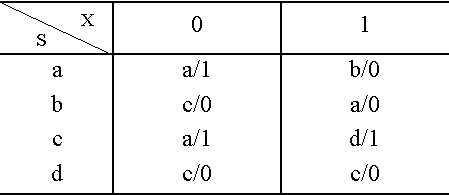 S X 0 1
a a/1 b/0
b c/0 a/0
c a/1 d/1
d c/0 c/0